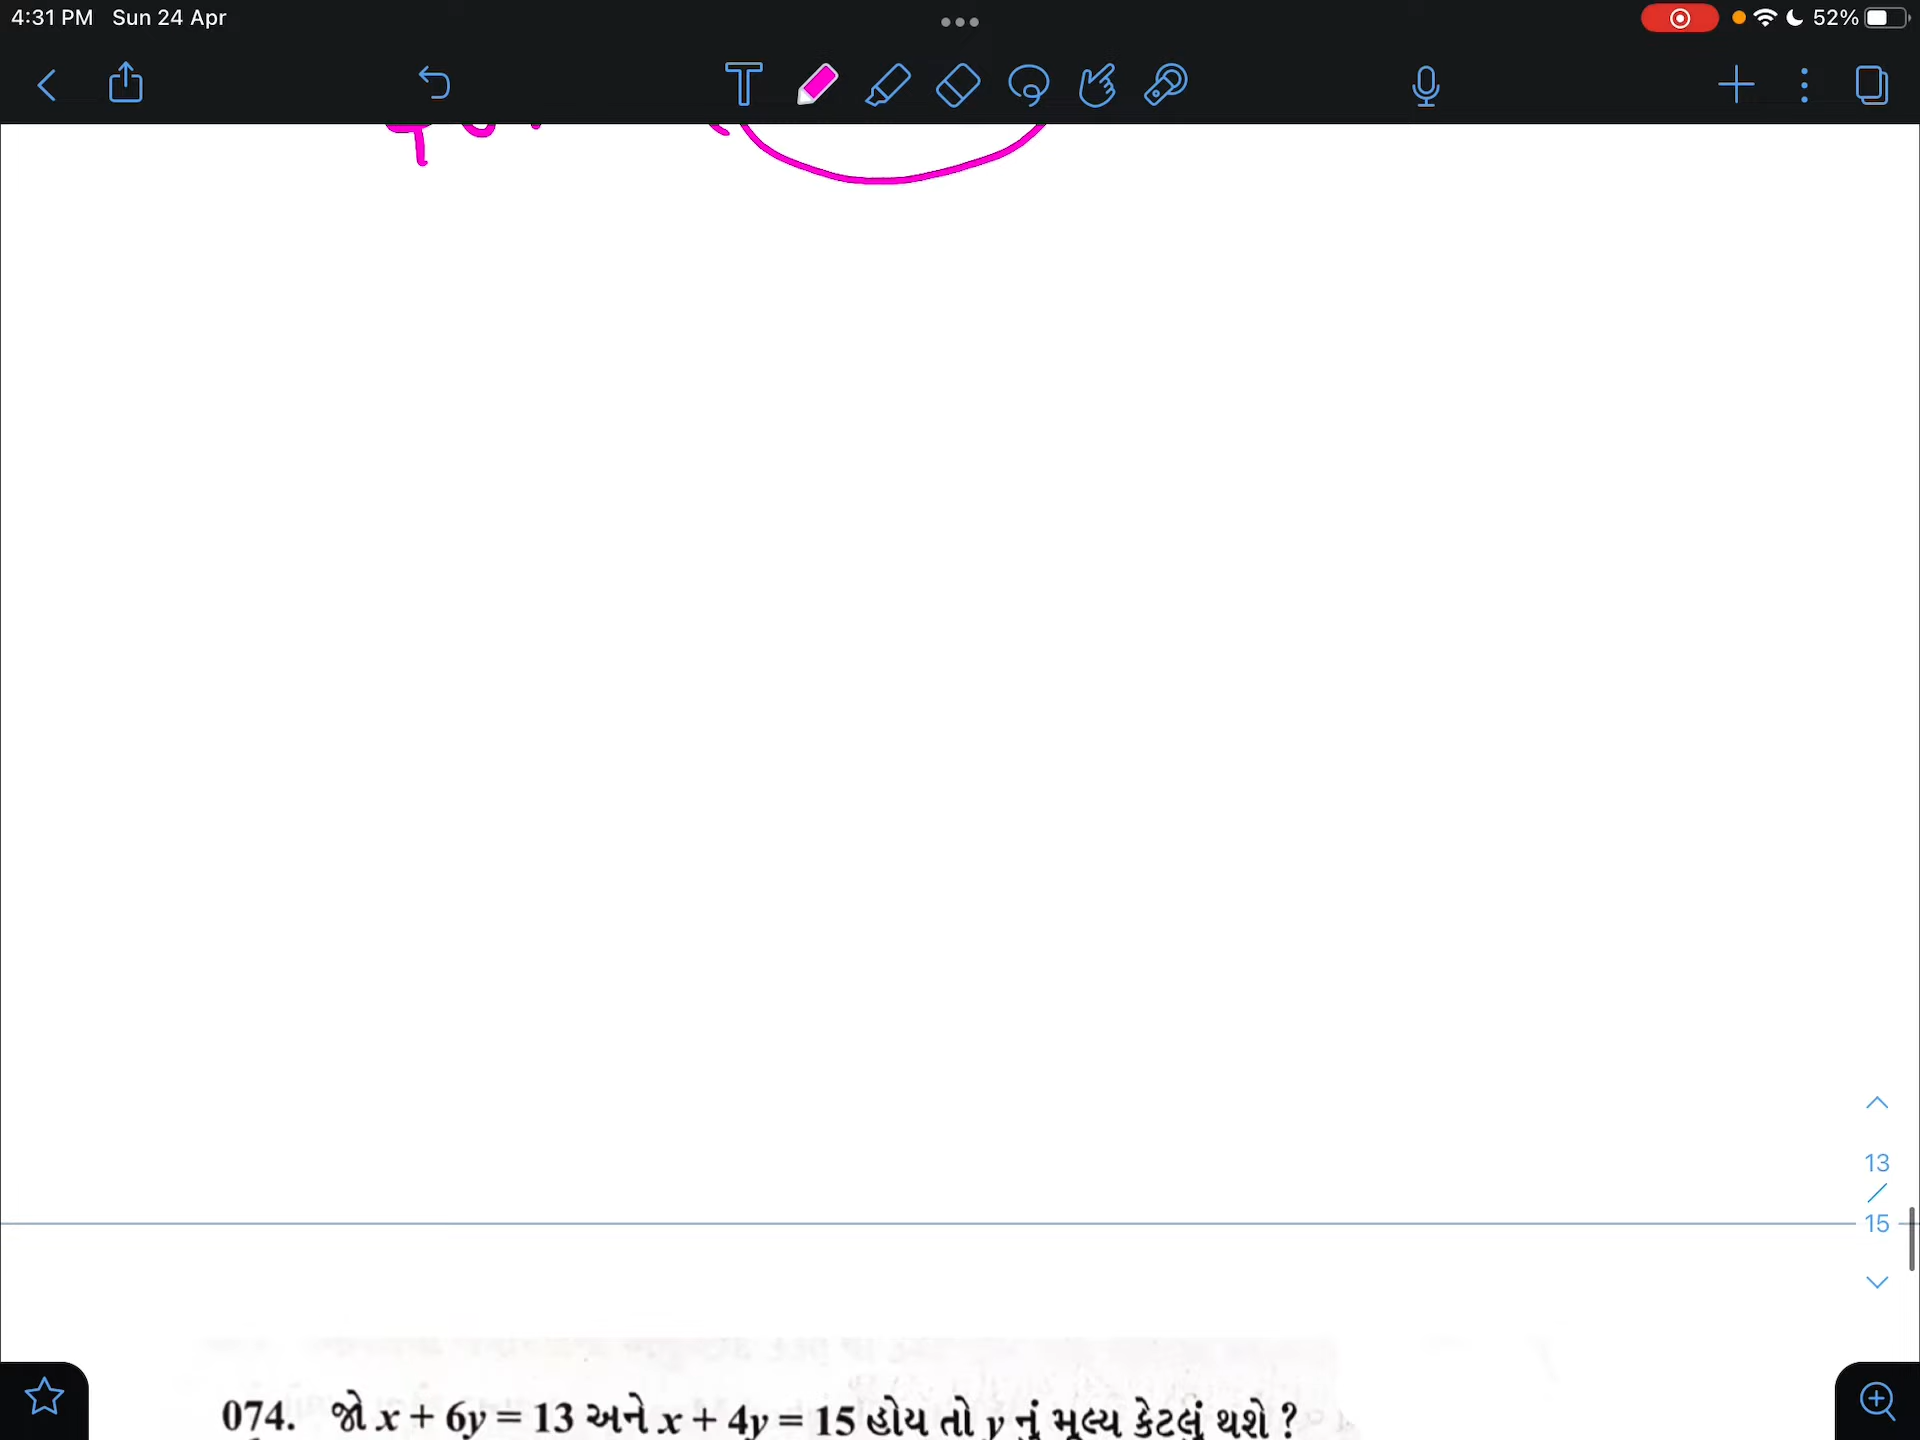 4:31 PM Sun 24 Apr
52%
T
13
15
074. જો x + 6y = 13 અને x + 4y = 15 હોય તો y નું મૂલ્ય કેટલું થશે ?